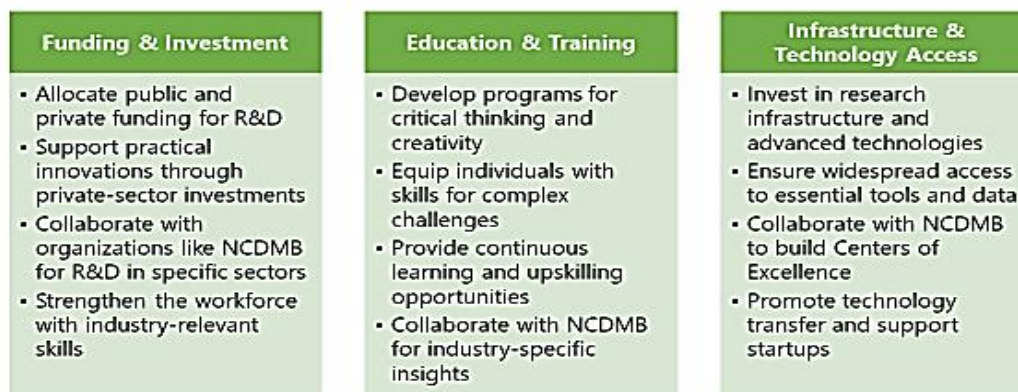 Funding & Investment
▪ Allocate public and
private funding for R&D
▪ Support practical
innovations through
private-sector investments
▪ Collaborate with
organizations like NCDMB
for R&D in specific sectors
▪ Strengthen the workforce
with industry-relevant
skills
Education & Training
▪ Develop programs for
critical thinking and
creativity
▪ Equip individuals with
skills for complex
challenges
▪ Provide continuous
learning and upskilling
opportunities
▪ Collaborate with NCDMB
for industry-specific
insights
Infrastructure &
Technology Access
▪ Invest in research
infrastructure and
advanced technologies
▪ Ensure widespread access
to essential tools and data
▪ Collaborate with NCDMB
to build Centers of
Excellence
▪ Promote technology
transfer and support
startups